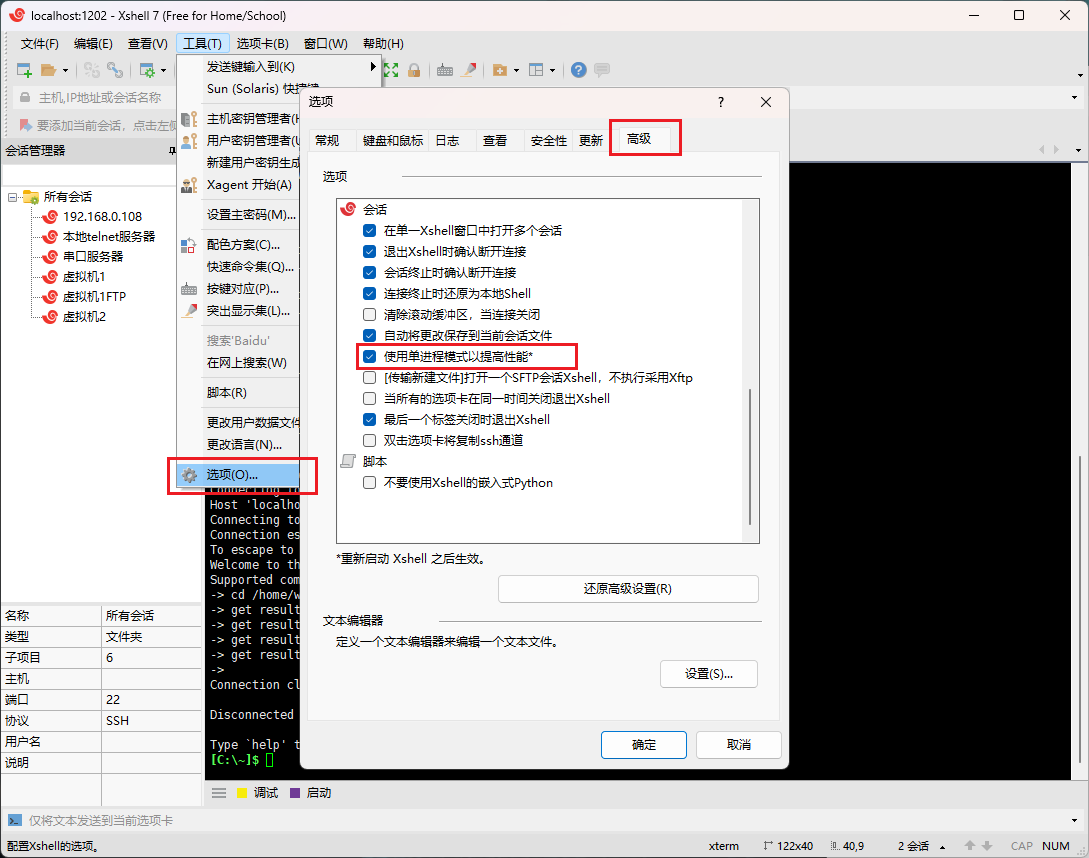 localhost:1202 - Xshell 7 (Free for Home/School)
文件(F) 编辑(E) 查看(V) 工具(T) 选项卡(B) 窗口(W) 帮助(H)
主机,IP地址或会话名称
要添加当前会话，点击左侧
会话管理器
所有会话
192.168.0.108
本地telnet服务器
串口服务器
虚拟机1
虚拟机1FTP
虚拟机2
名称 所有会话
类型 文件夹
子项目 6
主机
端口 22
协议 SSH
用户名
说明
发送键输入到(K)
Sun (Solaris) 快捷键
主机密钥管理者(H
用户密钥管理者(U
新建用户密钥生成
Xagent 开始(A)
设置主密码(M)...
配色方案(C)...
快速命令集(Q)...
按键对应(P)...
突出显示集(L)...
搜索'Baidu'
在网上搜索(W)
脚本(R)
更改用户数据文件
更改语言(N)...
选项(O)...
Host 'localho
Connecting to
Connection es
To escape to
Welcome to th
Supported com
-> cd /home/w
-> get result
-> get result
-> get result
-> get result
->
Connection cl
Disconnected
Type `help' t
[C:\~]$
选项
?
常规 键盘和鼠标 日志 查看 安全性 更新 高级
选项
会话
在单一Xshell窗口中打开多个会话
退出Xshell时确认断开连接
会话终止时确认断开连接
连接终止时还原为本地Shell
清除滚动缓冲区，当连接关闭
自动将更改保存到当前会话文件
使用单进程模式以提高性能*
[传输新建文件]打开一个SFTP会话Xshell，不执行采用Xftp
当所有的选项卡在同一时间关闭退出Xshell
最后一个标签关闭时退出Xshell
双击选项卡将复制ssh通道
脚本
不要使用Xshell的嵌入式Python
*重新启动 Xshell 之后生效。
还原高级设置(R)
文本编辑器
定义一个文本编辑器来编辑一个文本文件。
设置(S)...
确定 取消
调试 启动
仅将文本发送到当前选项卡
配置Xshell的选项。
xterm 122x40 40,9 2 会话 CAP NUM